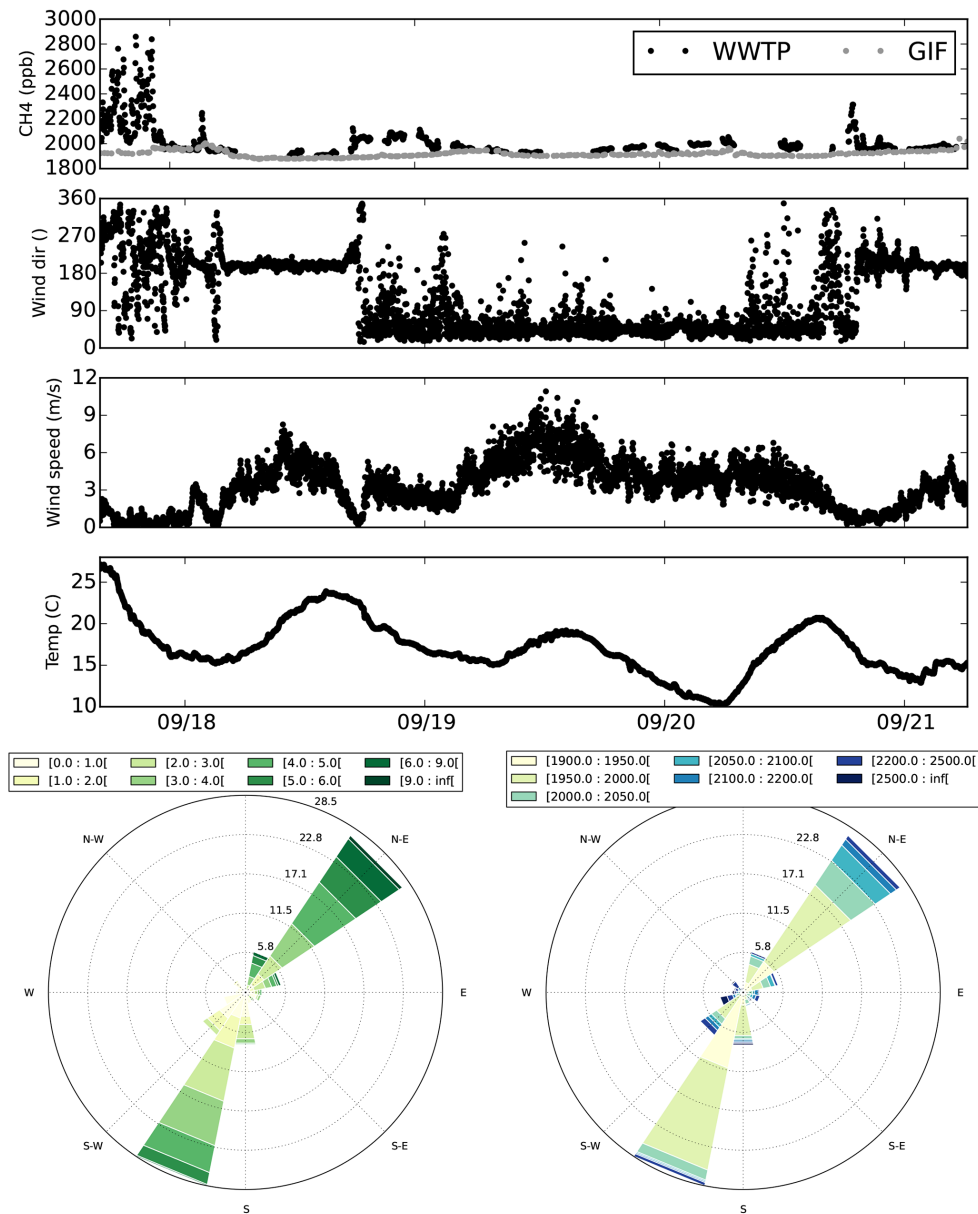 3000
2800
2600
2400
2200
2000
1800
CH4 (ppb)
WWTP GIF
360
270
180
90
0
Wind dir ()
12
9
6
3
0
Wind speed (m/s)
25
20
15
10
Temp (C)
09/18 09/19 09/20 09/21
[0.0 : 1.0[ [2.0 : 3.0[ [4.0 : 5.0[ [6.0 : 9.0[
[1.0 : 2.0[ [3.0 : 4.0[ [5.0 : 6.0[ [9.0 : inf[
28.5
22.8
17.1
11.5
5.8
N-W
N-E
W
E
S-W
S-E
S
[1900.0 : 1950.0[ [2050.0 : 2100.0[ [2200.0 : 2500.0[
[1950.0 : 2000.0[ [2100.0 : 2200.0[ [2500.0 : inf[
[2000.0 : 2050.0[
22.8
17.1
11.5
5.8
N-W
N-E
W
E
S-W
S-E
S